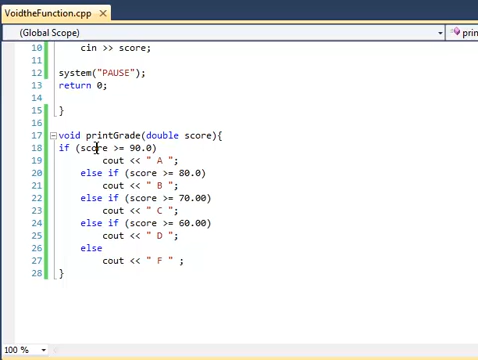 VoidtheFunction.cpp ×
(Global Scope) prin
10 cin >> score;
11
12 system("PAUSE");
13 return 0;
14
15 }
16
17 void printGrade(double score){
18 if (score >= 90.0)
19 cout << " A ";
20 else if (score >= 80.0)
21 cout << " B ";
22 else if (score >= 70.00)
23 cout << " C ";
24 else if (score >= 60.00)
25 cout << " D ";
26 else
27 cout << " F " ;
28 }
100 %